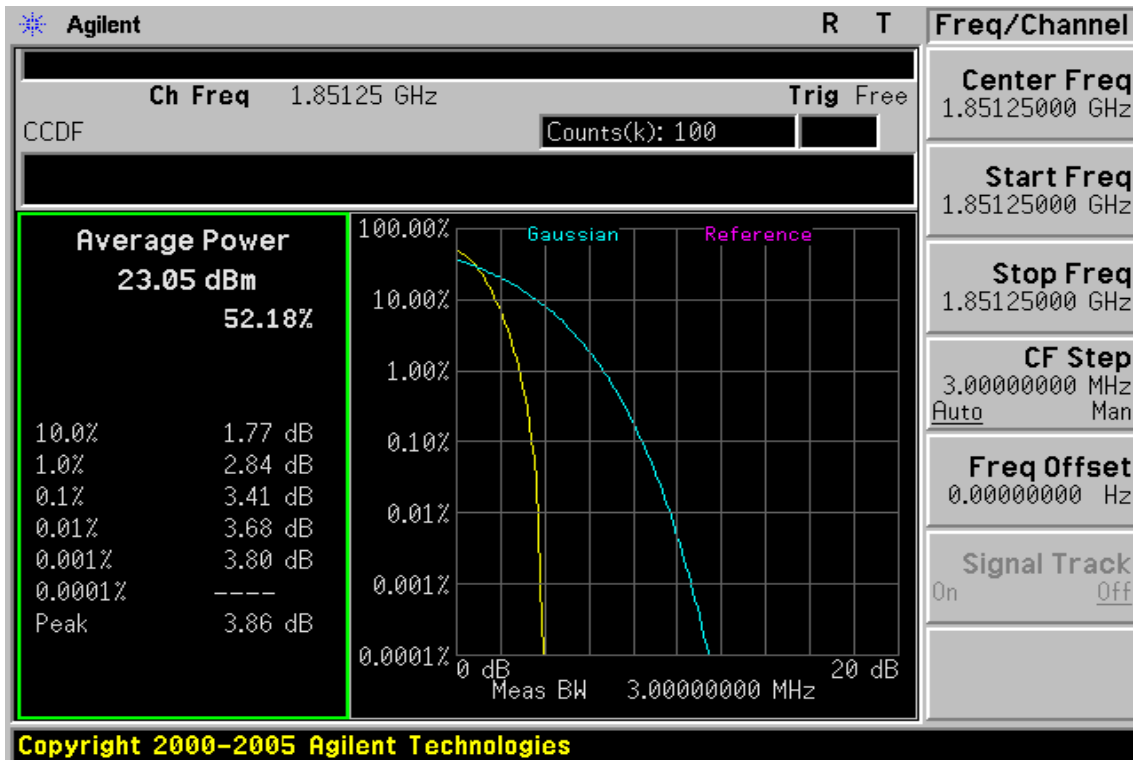 Agilent R T Freq/Channel
Ch Freq 1.85125 GHz Trig Free
CCDF Counts(k): 100
Center Freq
1.85125000 GHz
Start Freq
1.85125000 GHz
Stop Freq
1.85125000 GHz
CF Step
3.00000000 MHz
Auto Man
Freq Offset
0.00000000 Hz
Signal Track
On Off
Average Power
23.05 dBm
52.18%
10.0% 1.77 dB
1.0% 2.84 dB
0.1% 3.41 dB
0.01% 3.68 dB
0.001% 3.80 dB
0.0001% ----
Peak 3.86 dB
Gaussian Reference
100.00%
10.00%
1.00%
0.10%
0.01%
0.001%
0.0001%
0 dB 20 dB
Meas BW 3.00000000 MHz
Copyright 2000-2005 Agilent Technologies